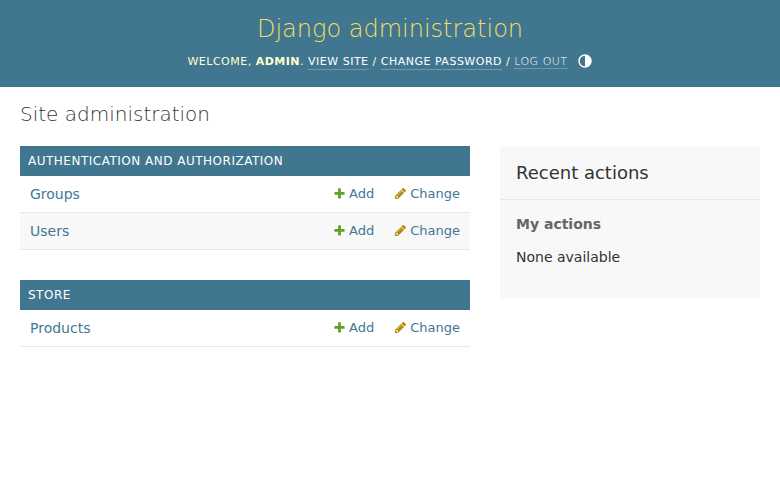 Django administration
WELCOME, ADMIN. VIEW SITE / CHANGE PASSWORD / LOG OUT
Site administration
AUTHENTICATION AND AUTHORIZATION
Groups Add Change
Users Add Change
STORE
Products Add Change
Recent actions
My actions
None available